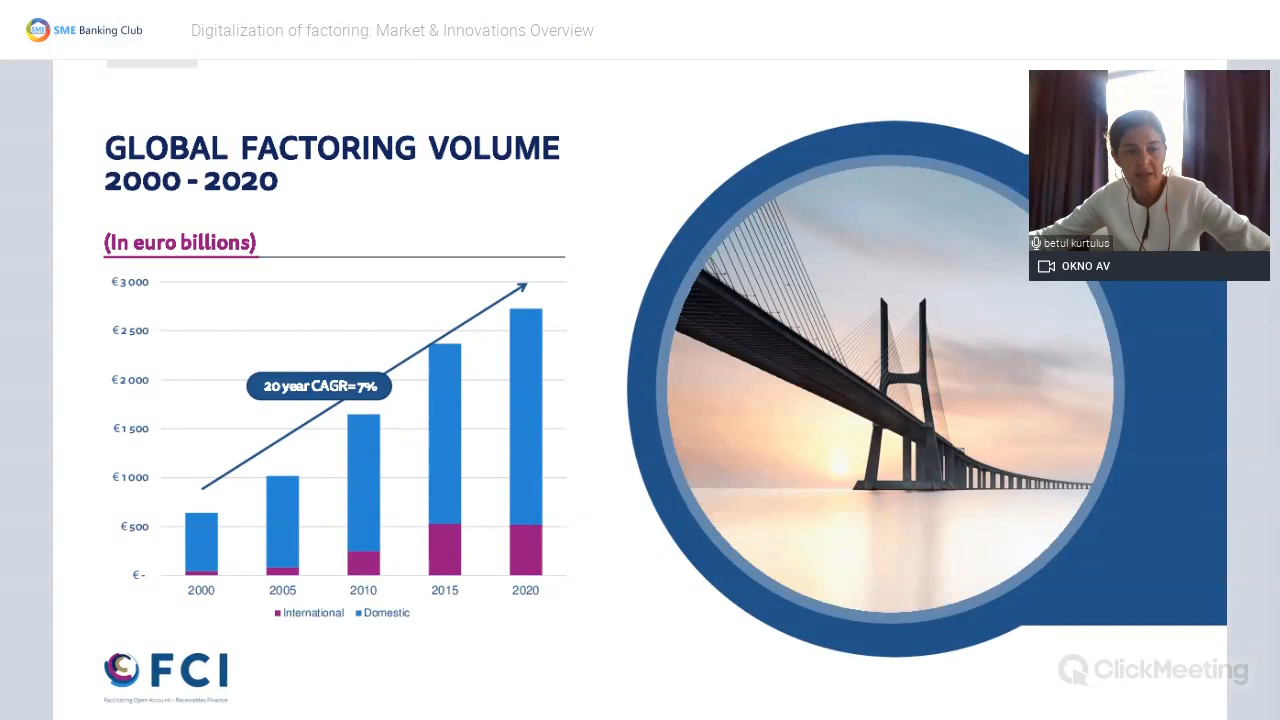 SME
SME Banking Club
Digitalization of factoring: Market & Innovations Overview
GLOBAL FACTORING VOLUME
2000 - 2020
(In euro billions)
€ 3 000
€ 2 500
€ 2 000
€ 1 500
€ 1 000
€ 500
€ -
20 year CAGR= 7%
2000 2005 2010 2015 2020
International Domestic
FCI
Facilitating Open Account - Receivables Finance
betul kurtulus
OKNO AV
ClickMeeting